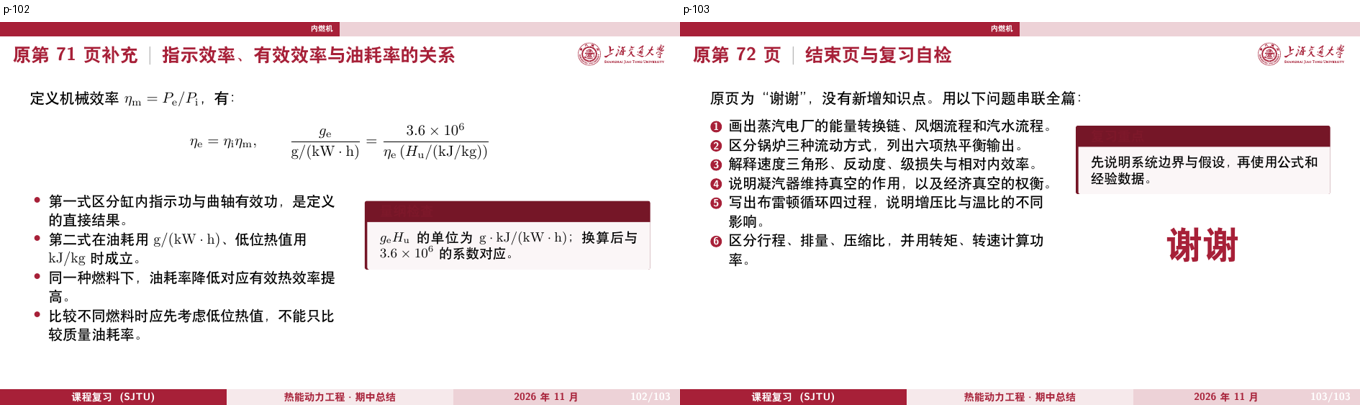 p-102
内燃机
原第 71 页补充 | 指示效率、有效效率与油耗率的关系
上海交通大学
SHANGHAI JIAO TONG UNIVERSITY
定义机械效率 ηm = Pe/Pi，有：
ηe = ηiηm,  ge / (g/(kW · h)) = 3.6 × 10^6 / (ηe (Hu/(kJ/kg)))
• 第一式区分缸内指示功与曲轴有效功，是定义
的直接结果。
• 第二式在油耗用 g/(kW · h)、低位热值用
kJ/kg 时成立。
• 同一种燃料下，油耗率降低对应有效热效率提
高。
• 比较不同燃料时应先考虑低位热值，不能只比
较质量油耗率。
geHu 的单位为 g · kJ/(kW · h)；换算后与
3.6 × 10^6 的系数对应。
课程复习 (SJTU)
热能动力工程 · 期中总结
2026 年 11 月
102/103
p-103
内燃机
原第 72 页 | 结束页与复习自检
上海交通大学
SHANGHAI JIAO TONG UNIVERSITY
原页为“谢谢”，没有新增知识点。用以下问题串联全篇：
1 画出蒸汽电厂的能量转换链、风烟流程和汽水流程。
2 区分锅炉三种流动方式，列出六项热平衡输出。
3 解释速度三角形、反动度、级损失与相对内效率。
4 说明凝汽器维持真空的作用，以及经济真空的权衡。
5 写出布雷顿循环四过程，说明增压比与温比的不同
影响。
6 区分行程、排量、压缩比，并用转矩、转速计算功
率。
先说明系统边界与假设，再使用公式和
经验数据。
谢谢
课程复习 (SJTU)
热能动力工程 · 期中总结
2026 年 11 月
103/103